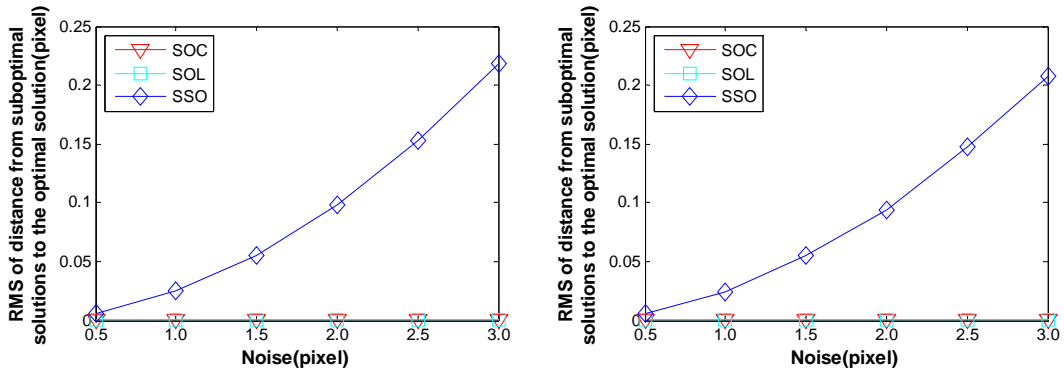 RMS of distance from suboptimal
solutions to the optimal solution(pixel)
0.25
0.2
0.15
0.1
0.05
0
0.5 1.0 1.5 2.0 2.5 3.0
Noise(pixel)
SOC
SOL
SSO
RMS of distance from suboptimal
solutions to the optimal solution(pixel)
0.25
0.2
0.15
0.1
0.05
0
0.5 1.0 1.5 2.0 2.5 3.0
Noise(pixel)
SOC
SOL
SSO